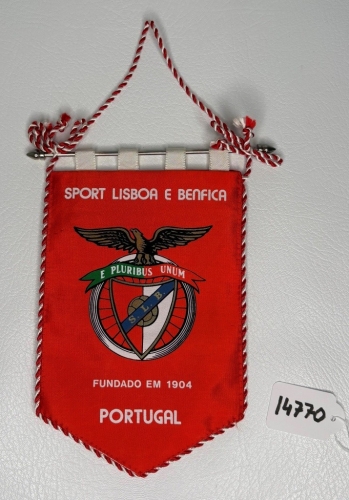 SPORT LISBOA E BENFICA
E PLURIBUS UNUM
SLB
FUNDADO EM 1904
PORTUGAL
14770